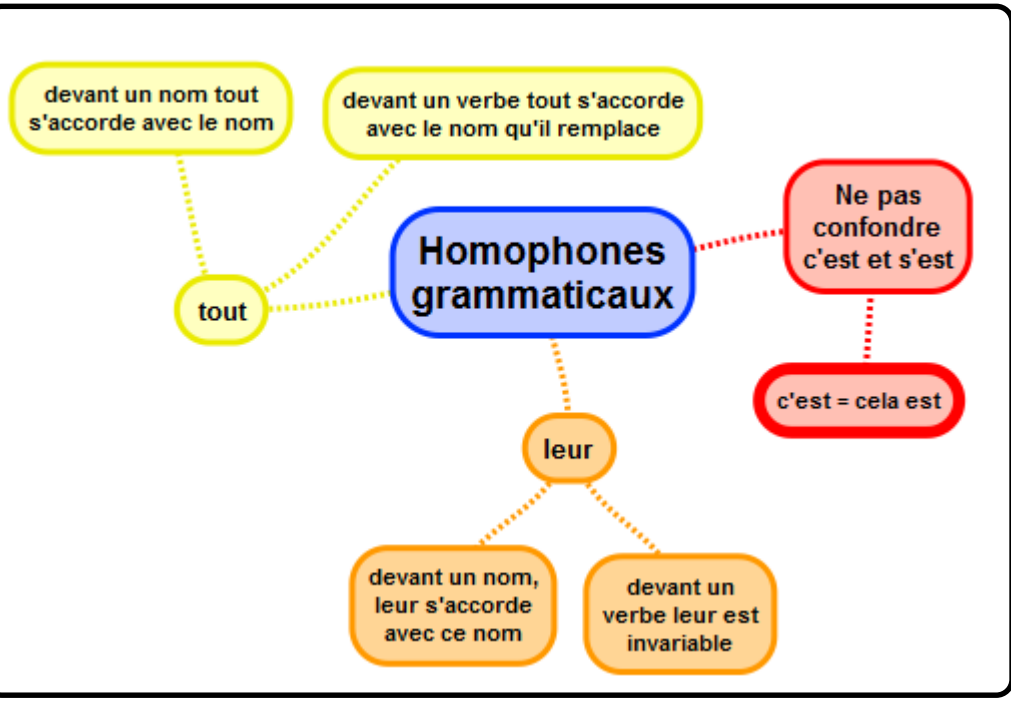 devant un nom tout
s'accorde avec le nom
devant un verbe tout s'accorde
avec le nom qu'il remplace
tout
Homophones
grammaticaux
Ne pas
confondre
c'est et s'est
c'est = cela est
leur
devant un nom,
leur s'accorde
avec ce nom
devant un
verbe leur est
invariable